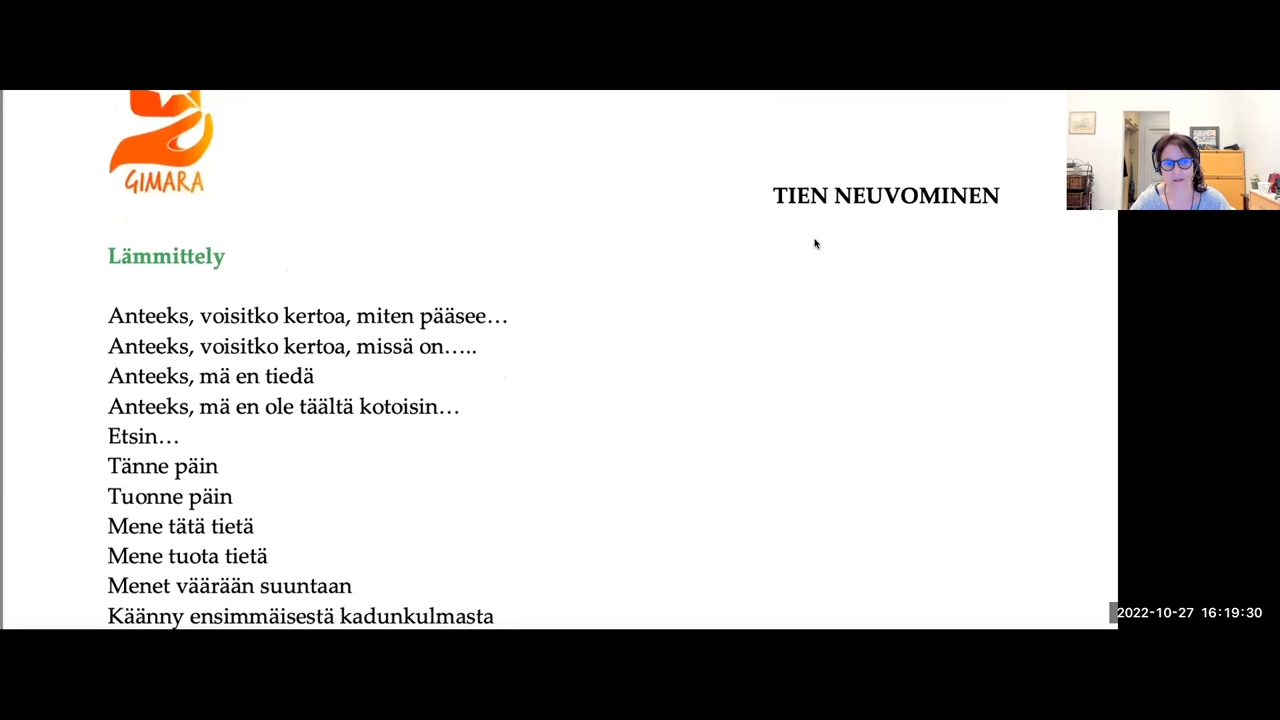 GIMARA
TIEN NEUVOMINEN
Lämmittely
Anteeks, voisitko kertoa, miten pääsee…
Anteeks, voisitko kertoa, missä on…..
Anteeks, mä en tiedä
Anteeks, mä en ole täältä kotoisin…
Etsin…
Tänne päin
Tuonne päin
Mene tätä tietä
Mene tuota tietä
Menet väärään suuntaan
Käänny ensimmäisestä kadunkulmasta
2022-10-27 16:19:30